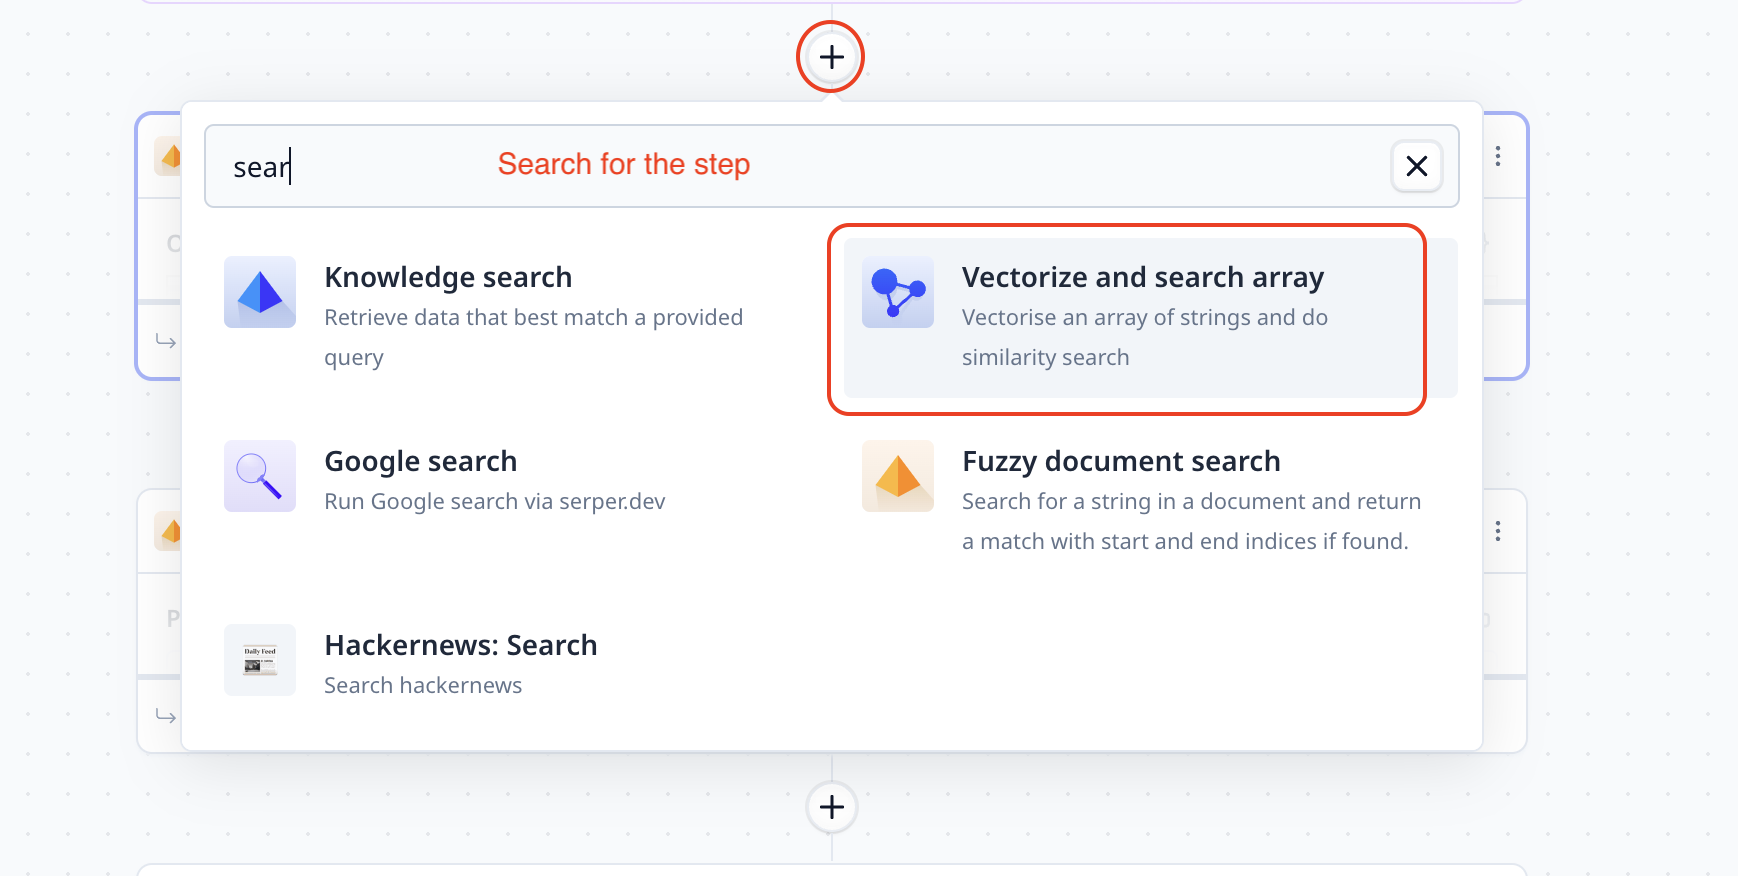 sear
Search for the step
Knowledge search
Retrieve data that best match a provided
query
Vectorize and search array
Vectorise an array of strings and do
similarity search
Google search
Run Google search via serper.dev
Fuzzy document search
Search for a string in a document and return
a match with start and end indices if found.
Daily Feed
Hackernews: Search
Search hackernews